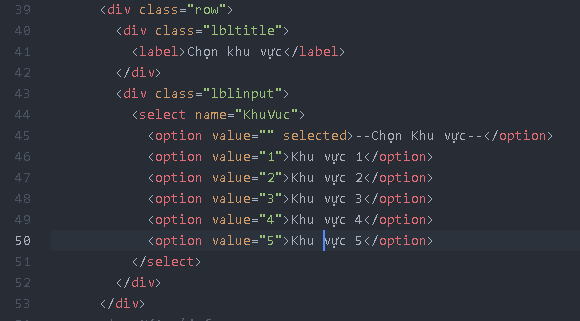 39 <div class="row">
40 <div class="lbltitle">
41 <label>Chọn khu vực</label>
42 </div>
43 <div class="lblinput">
44 <select name="KhuVuc">
45 <option value="" selected>--Chọn Khu vực--</option>
46 <option value="1">Khu vực 1</option>
47 <option value="2">Khu vực 2</option>
48 <option value="3">Khu vực 3</option>
49 <option value="4">Khu vực 4</option>
50 <option value="5">Khu vực 5</option>
51 </select>
52 </div>
53 </div>